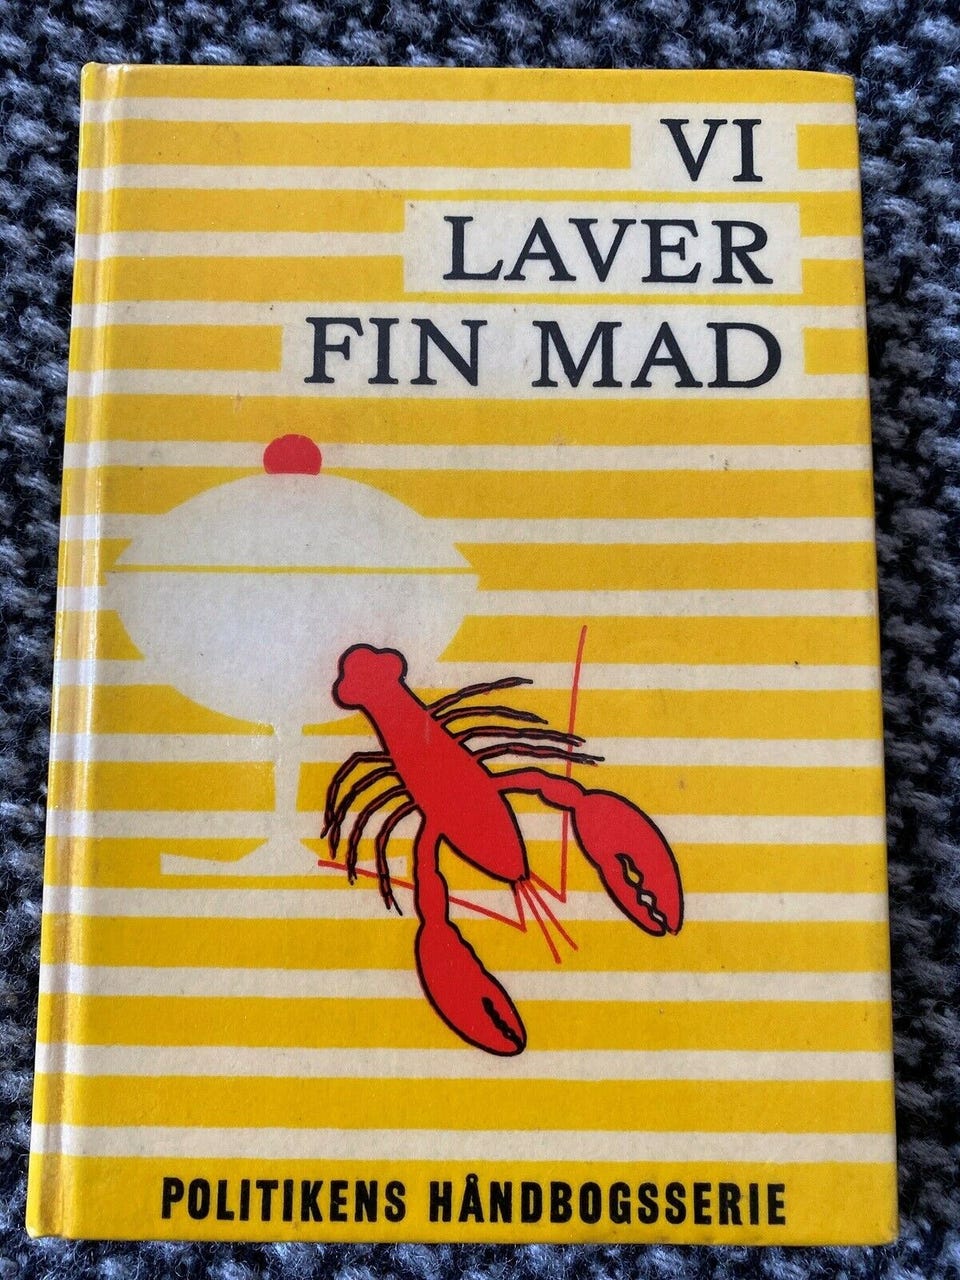 VI
LAVER
FIN MAD
POLITIKENS HÅNDBOGSSERIE